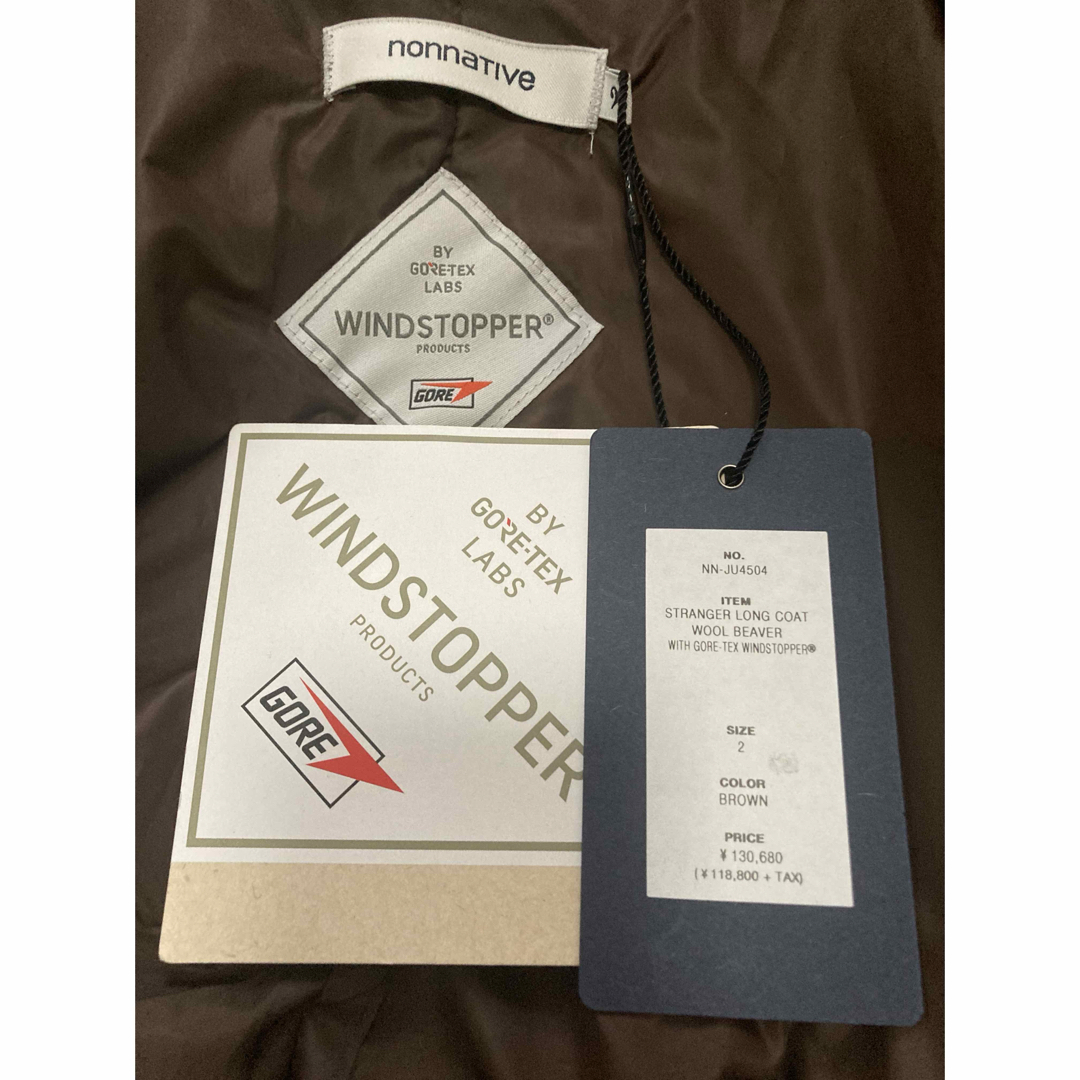 nonnative
2
BY
GORE-TEX
LABS
WINDSTOPPER®
PRODUCTS
GORE
BY
GORE-TEX
LABS
WINDSTOPPER
PRODUCTS
GORE
NO.
NN-JU4504
ITEM
STRANGER LONG COAT
WOOL BEAVER
WITH GORE-TEX WINDSTOPPER®
SIZE
2
COLOR
BROWN
PRICE
¥ 130,680
(¥118,800 + TAX)